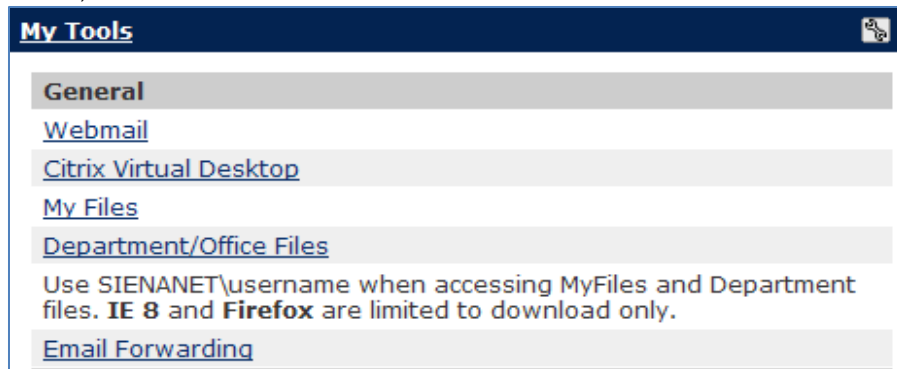 My Tools
General
Webmail
Citrix Virtual Desktop
My Files
Department/Office Files
Use SIENANET\username when accessing MyFiles and Department
files. IE 8 and Firefox are limited to download only.
Email Forwarding